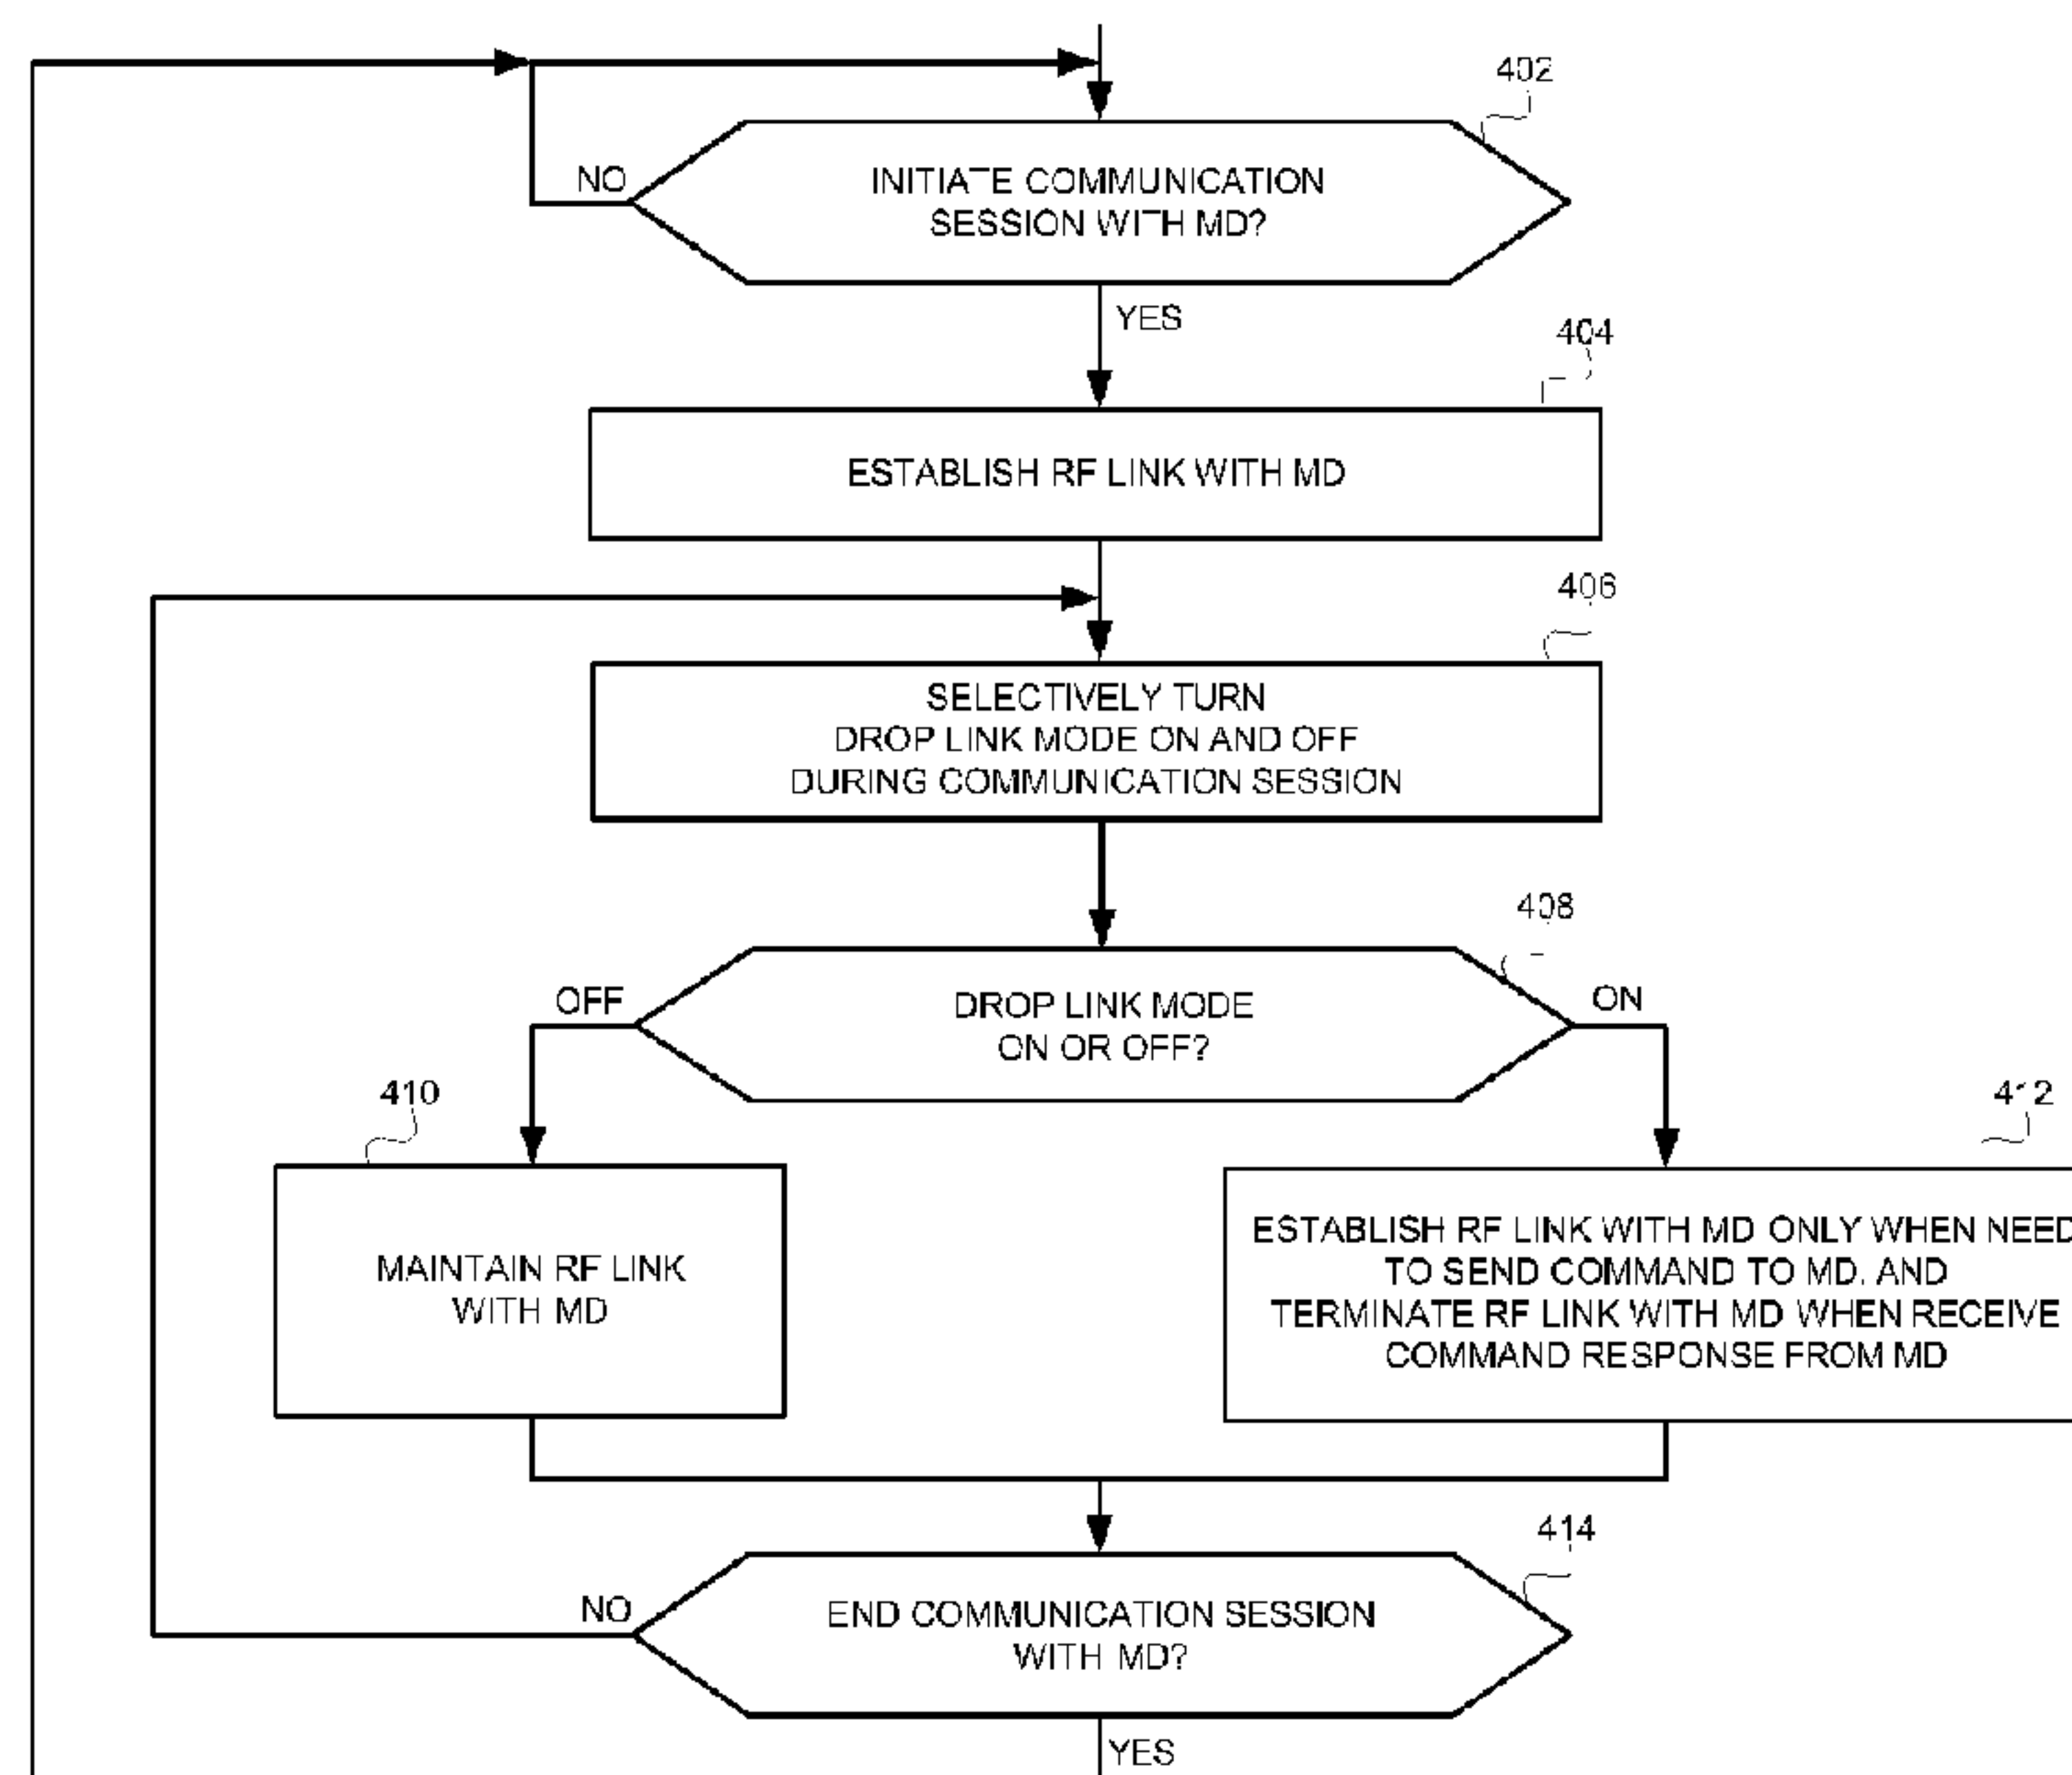 402
NO
INITIATE COMMUNICATION
SESSION WITH MD?
YES
404
ESTABLISH RF LINK WITH MD
406
SELECTIVELY TURN
DROP LINK MODE ON AND OFF
DURING COMMUNICATION SESSION
408
OFF
DROP LINK MODE
ON OR OFF?
ON
410
412
MAINTAIN RF LINK
WITH MD
ESTABLISH RF LINK WITH MD ONLY WHEN NEED
TO SEND COMMAND TO MD, AND
TERMINATE RF LINK WITH MD WHEN RECEIVE
COMMAND RESPONSE FROM MD
414
NO
END COMMUNICATION SESSION
WITH MD?
YES